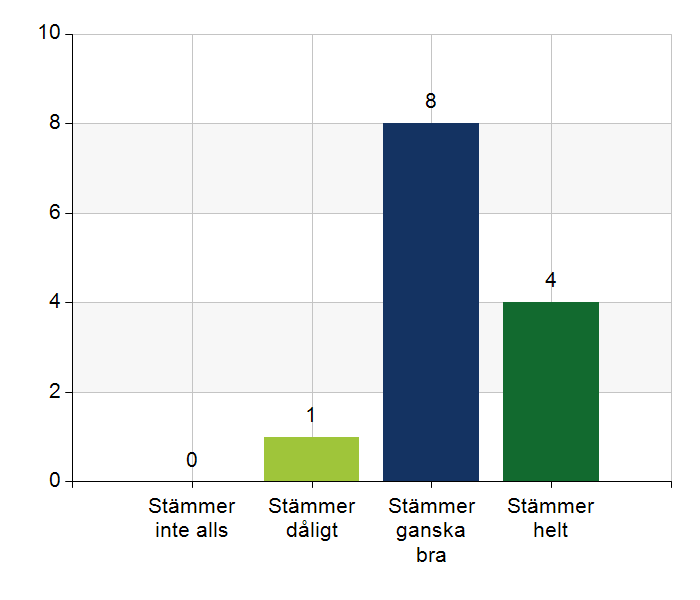 10
8
8
6
4
4
2
1
0
0
Stämmer
inte alls
Stämmer
dåligt
Stämmer
ganska
bra
Stämmer
helt